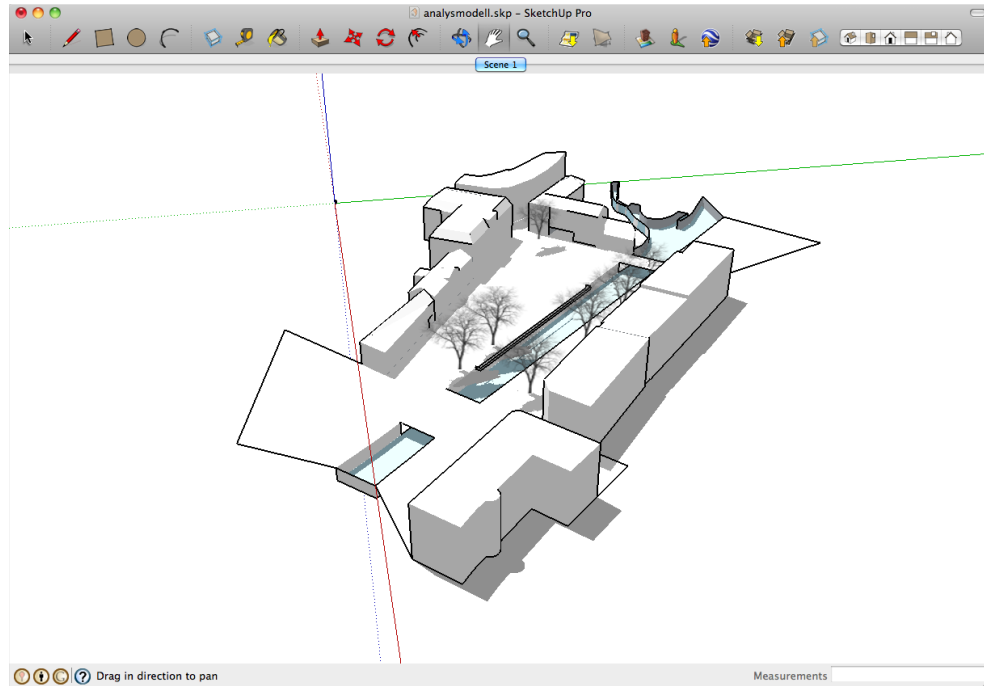 analysmodell.skp – SketchUp Pro
Scene 1
Drag in direction to pan
Measurements